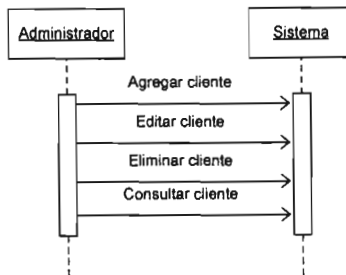 Administrador
Sistema
Agregar cliente
Editar cliente
Eliminar cliente
Consultar cliente